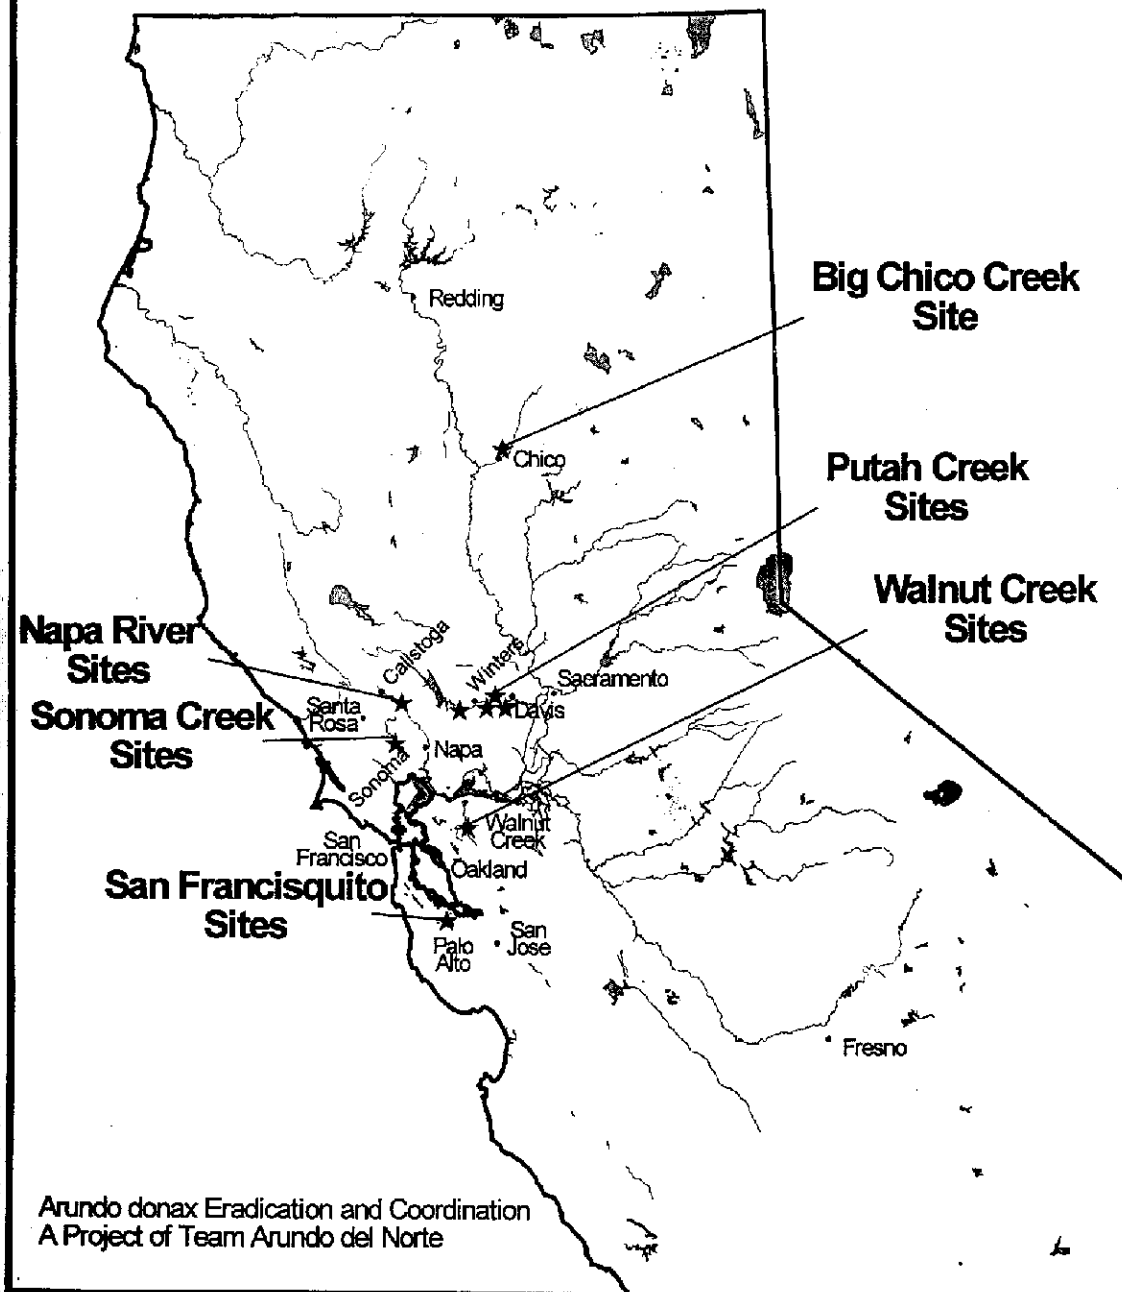 Big Chico Creek
Site
Redding
Chico
Putah Creek
Sites
Walnut Creek
Sites
Napa River
Sites
Calistoga
Winters
Sacramento
Santa
Rosa
Davis
Sonoma Creek
Sites
Napa
Sonoma
Walnut
Creek
San
Francisco
Oakland
San Francisquito
Sites
Palo
Alto
San
Jose
Fresno
Arundo donax Eradication and Coordination
A Project of Team Arundo del Norte